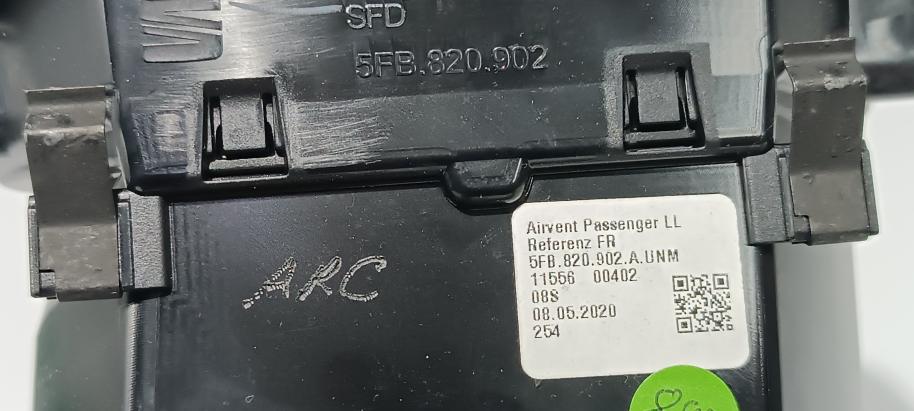 SFD
5FB.820.902
ARC
Airvent Passenger LL
Referenz FR
5FB.820.902.A.UNM
11556 00402
08S
08.05.2020
254